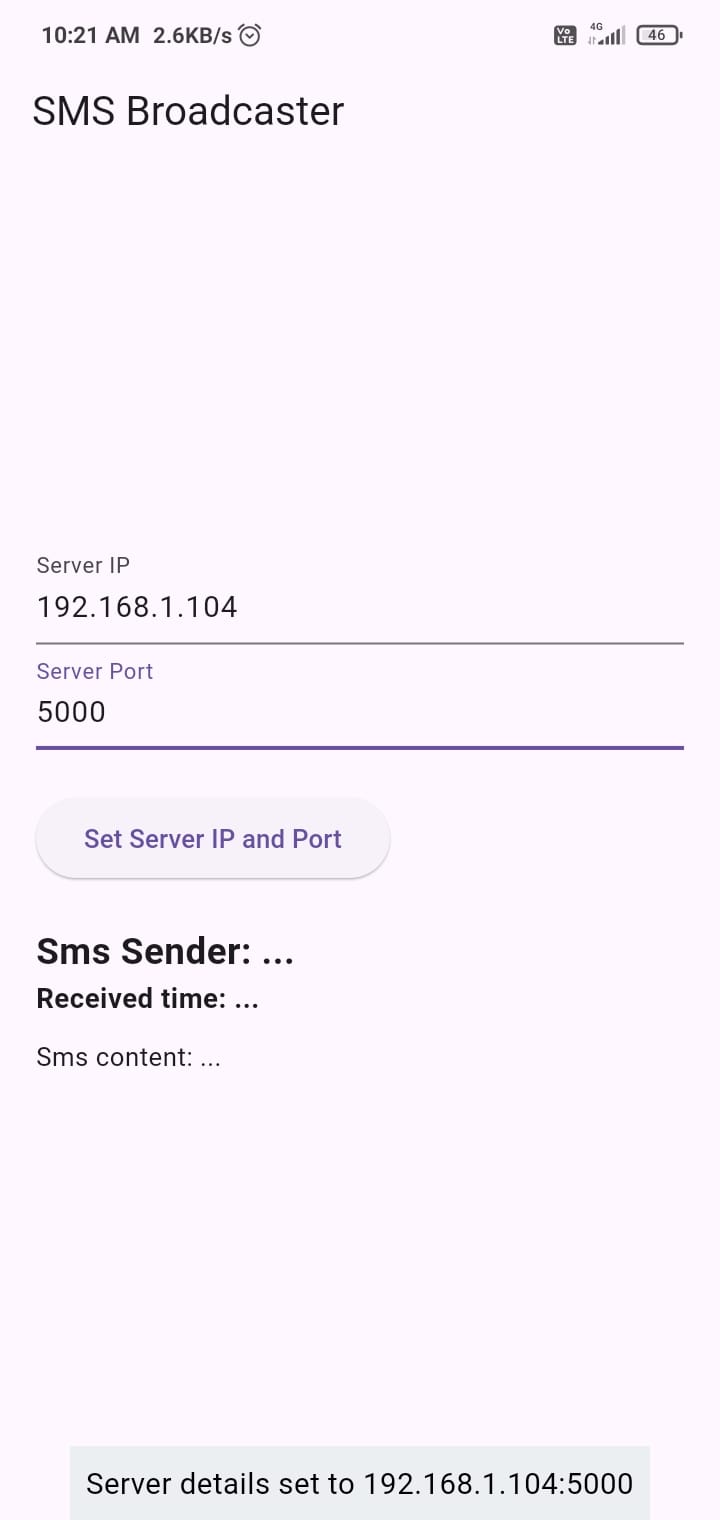 10:21 AM 2.6KB/s Vo LTE 4G 46
SMS Broadcaster
Server IP
192.168.1.104
Server Port
5000
Set Server IP and Port
Sms Sender: ...
Received time: ...
Sms content: ...
Server details set to 192.168.1.104:5000